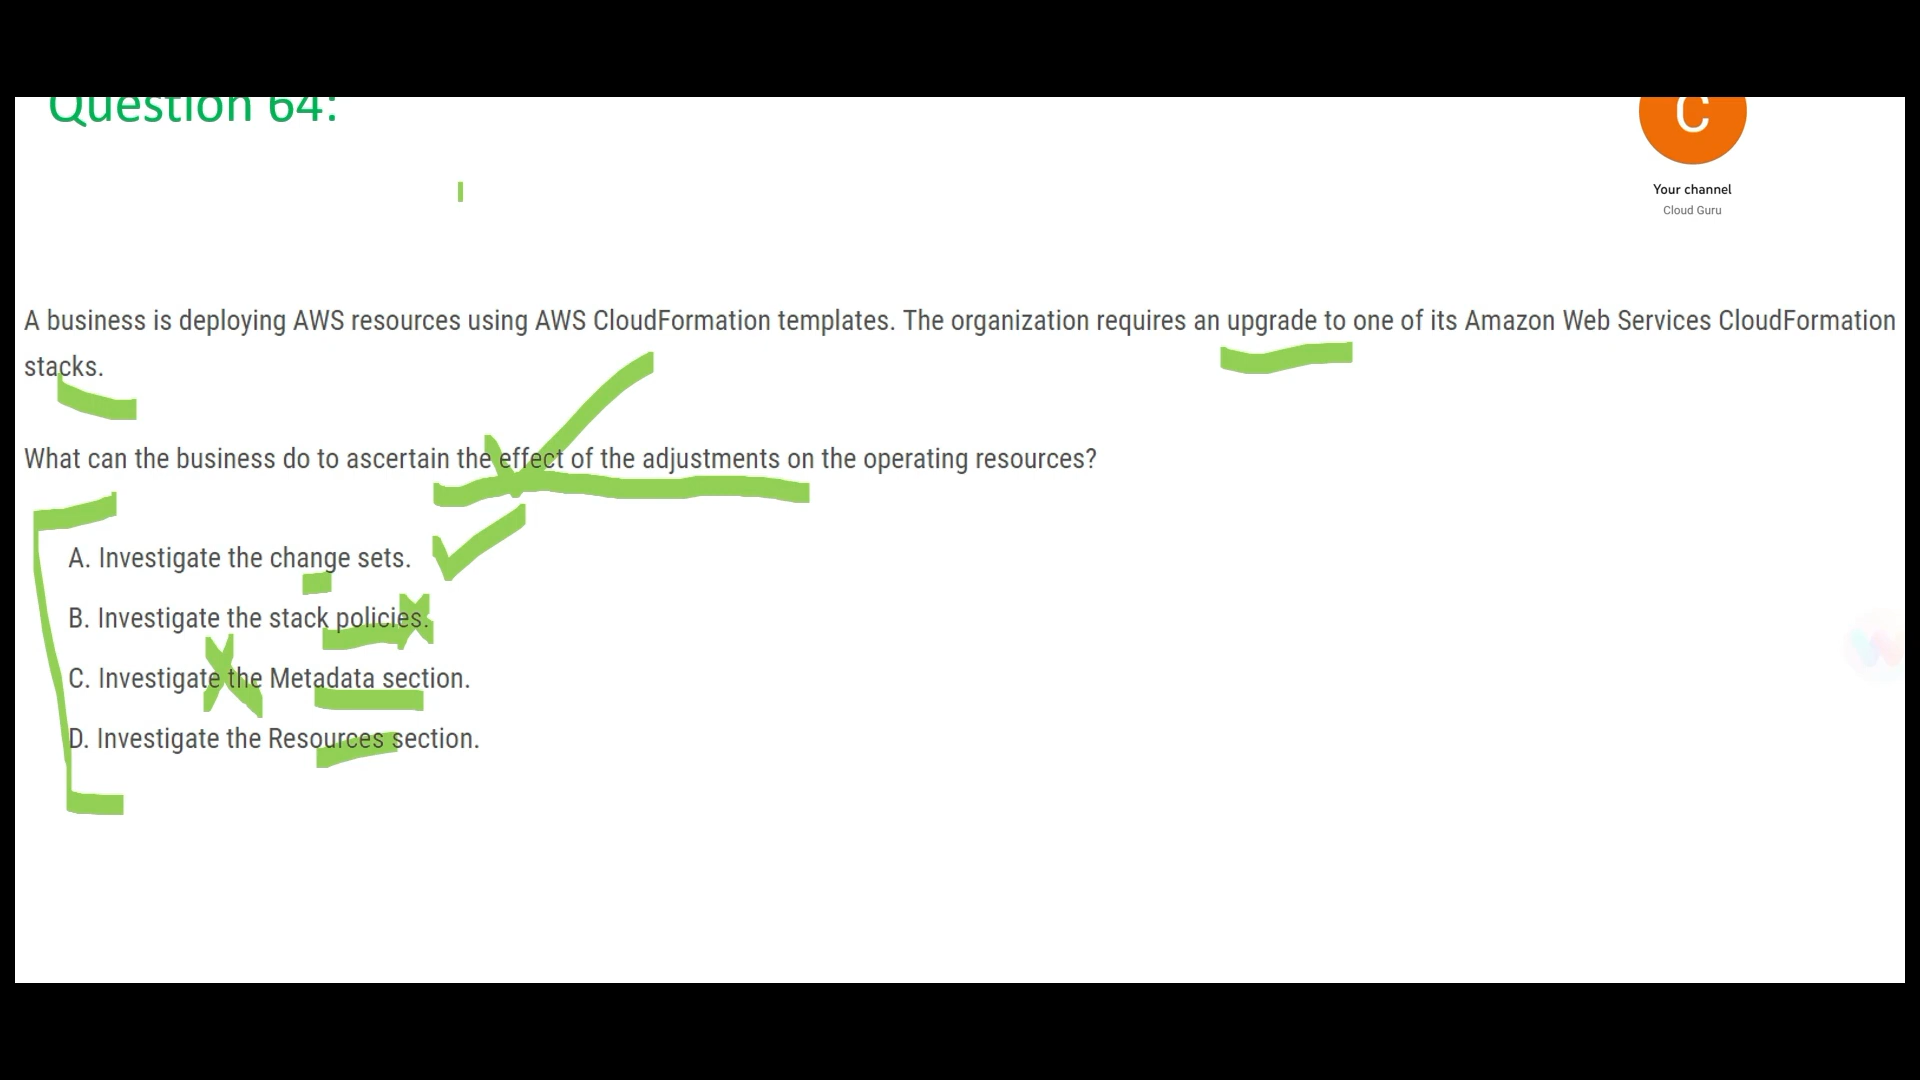 Question 64:
C
Your channel
Cloud Guru
A business is deploying AWS resources using AWS CloudFormation templates. The organization requires an upgrade to one of its Amazon Web Services CloudFormation
stacks.
What can the business do to ascertain the effect of the adjustments on the operating resources?
A. Investigate the change sets.
B. Investigate the stack policies.
C. Investigate the Metadata section.
D. Investigate the Resources section.